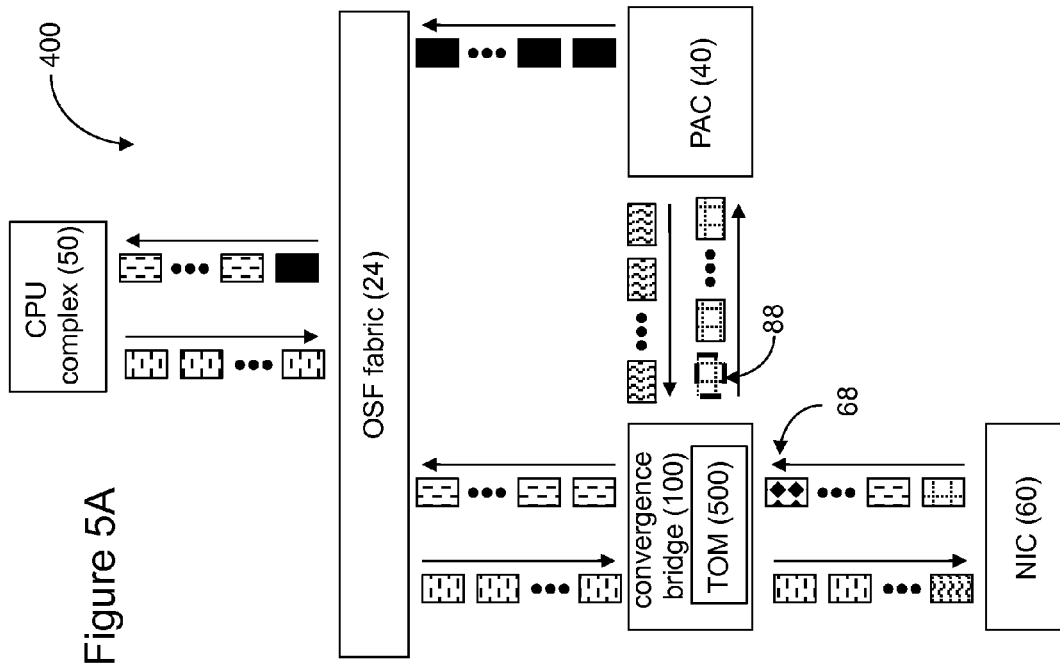 Figure 5A
400
CPU
complex (50)
OSF fabric (24)
convergence
bridge (100)
TOM (500)
PAC (40)
88
68
NIC (60)